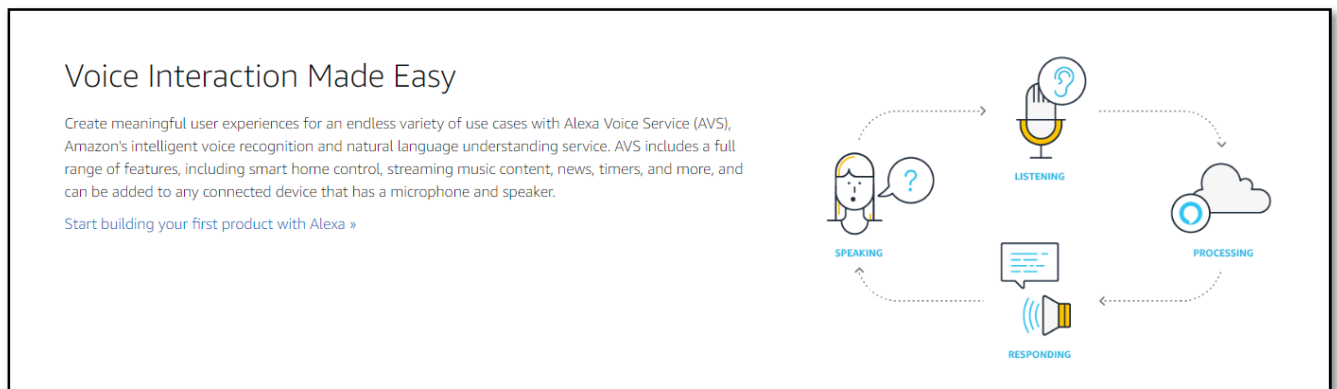 Voice Interaction Made Easy
Create meaningful user experiences for an endless variety of use cases with Alexa Voice Service (AVS),
Amazon's intelligent voice recognition and natural language understanding service. AVS includes a full
range of features, including smart home control, streaming music content, news, timers, and more, and
can be added to any connected device that has a microphone and speaker.
Start building your first product with Alexa »
LISTENING
?
SPEAKING
PROCESSING
RESPONDING